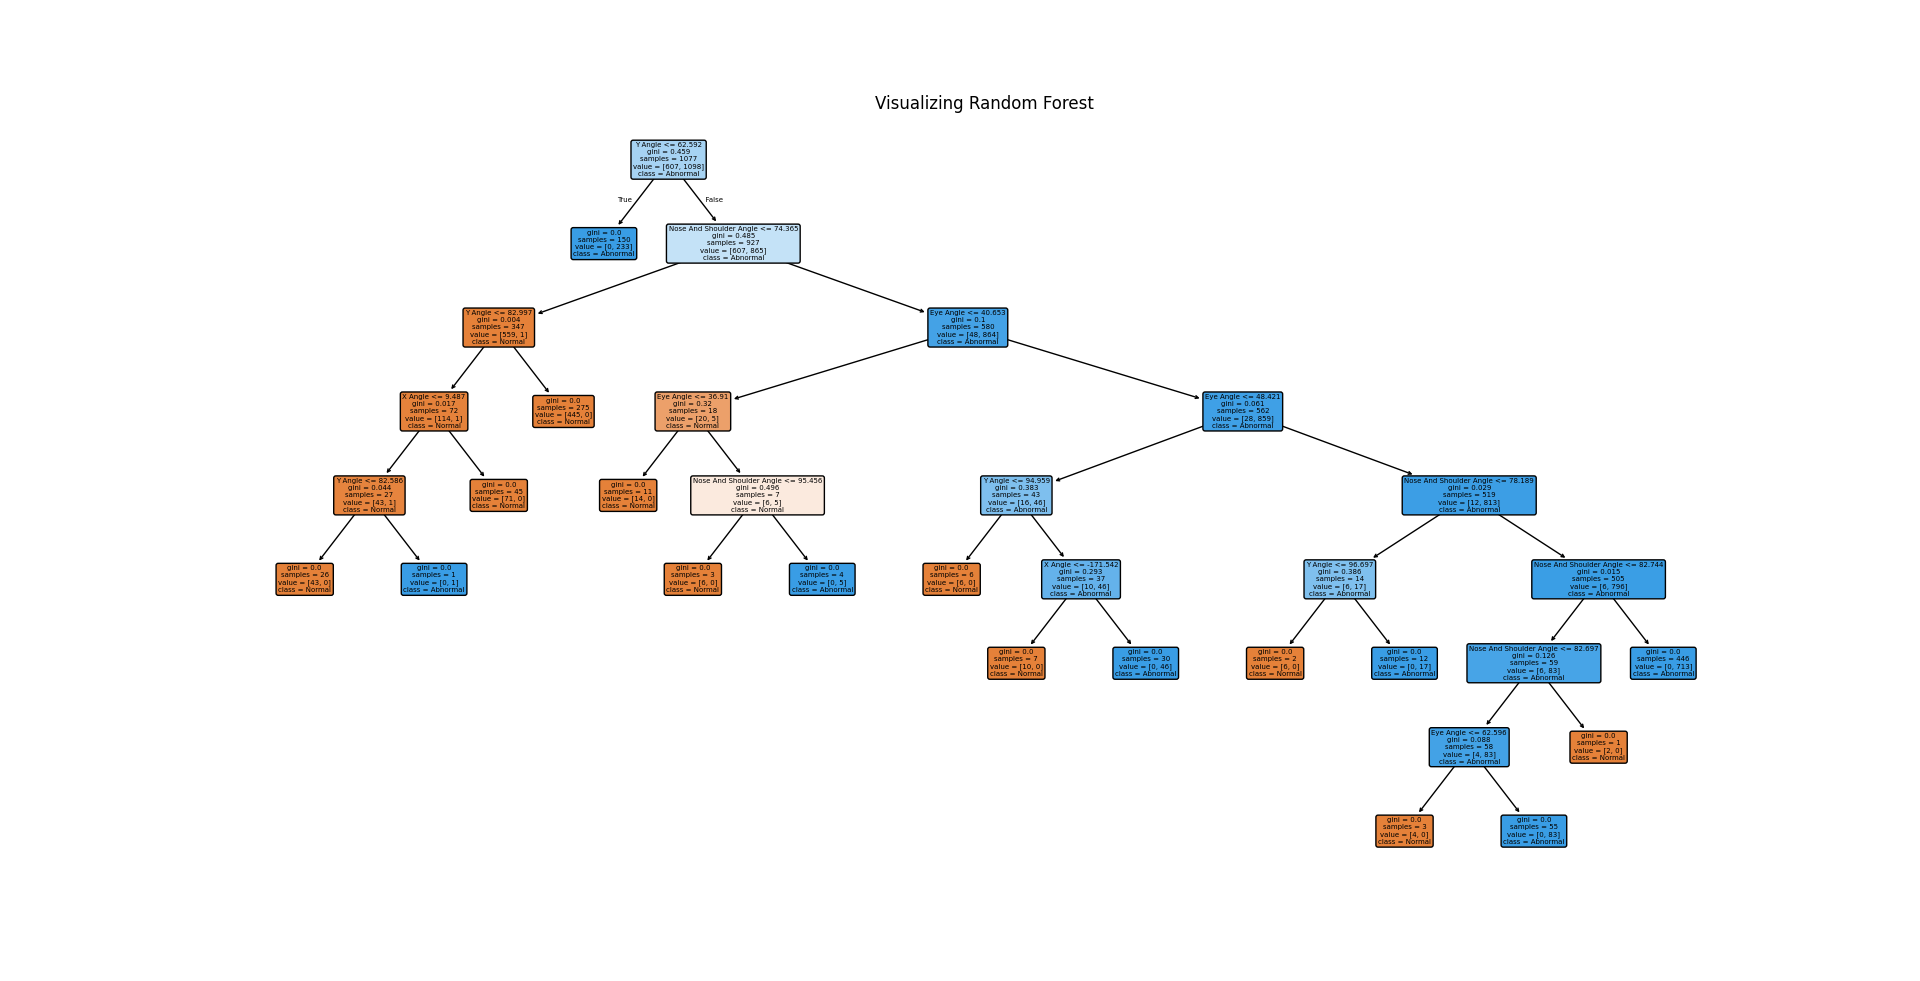 Visualizing Random Forest
Y Angle <= 62.592
gini = 0.459
samples = 1077
value = [607, 1098]
class = Abnormal
True
False
gini = 0.0
samples = 150
value = [0, 233]
class = Abnormal
Nose And Shoulder Angle <= 74.365
gini = 0.485
samples = 927
value = [607, 865]
class = Abnormal
Y Angle <= 82.997
gini = 0.004
samples = 347
value = [559, 1]
class = Normal
Eye Angle <= 40.653
gini = 0.1
samples = 580
value = [48, 864]
class = Abnormal
X Angle <= 9.487
gini = 0.017
samples = 72
value = [114, 1]
class = Normal
gini = 0.0
samples = 275
value = [445, 0]
class = Normal
Eye Angle <= 36.91
gini = 0.32
samples = 18
value = [20, 5]
class = Normal
Eye Angle <= 48.421
gini = 0.061
samples = 562
value = [28, 859]
class = Abnormal
Y Angle <= 82.586
gini = 0.044
samples = 27
value = [43, 1]
class = Normal
gini = 0.0
samples = 45
value = [71, 0]
class = Normal
gini = 0.0
samples = 11
value = [14, 0]
class = Normal
Nose And Shoulder Angle <= 95.456
gini = 0.496
samples = 7
value = [6, 5]
class = Normal
Y Angle <= 94.959
gini = 0.383
samples = 43
value = [16, 46]
class = Abnormal
Nose And Shoulder Angle <= 78.189
gini = 0.029
samples = 519
value = [12, 813]
class = Abnormal
gini = 0.0
samples = 26
value = [43, 0]
class = Normal
gini = 0.0
samples = 1
value = [0, 1]
class = Abnormal
gini = 0.0
samples = 3
value = [6, 0]
class = Normal
gini = 0.0
samples = 4
value = [0, 5]
class = Abnormal
gini = 0.0
samples = 6
value = [6, 0]
class = Normal
X Angle <= -171.542
gini = 0.293
samples = 37
value = [10, 46]
class = Abnormal
Y Angle <= 96.697
gini = 0.386
samples = 14
value = [6, 17]
class = Abnormal
Nose And Shoulder Angle <= 82.744
gini = 0.015
samples = 505
value = [6, 796]
class = Abnormal
gini = 0.0
samples = 7
value = [10, 0]
class = Normal
gini = 0.0
samples = 30
value = [0, 46]
class = Abnormal
gini = 0.0
samples = 2
value = [6, 0]
class = Normal
gini = 0.0
samples = 12
value = [0, 17]
class = Abnormal
Nose And Shoulder Angle <= 82.697
gini = 0.126
samples = 59
value = [6, 83]
class = Abnormal
gini = 0.0
samples = 446
value = [0, 713]
class = Abnormal
Eye Angle <= 62.596
gini = 0.088
samples = 58
value = [4, 83]
class = Abnormal
gini = 0.0
samples = 1
value = [2, 0]
class = Normal
gini = 0.0
samples = 3
value = [4, 0]
class = Normal
gini = 0.0
samples = 55
value = [0, 83]
class = Abnormal